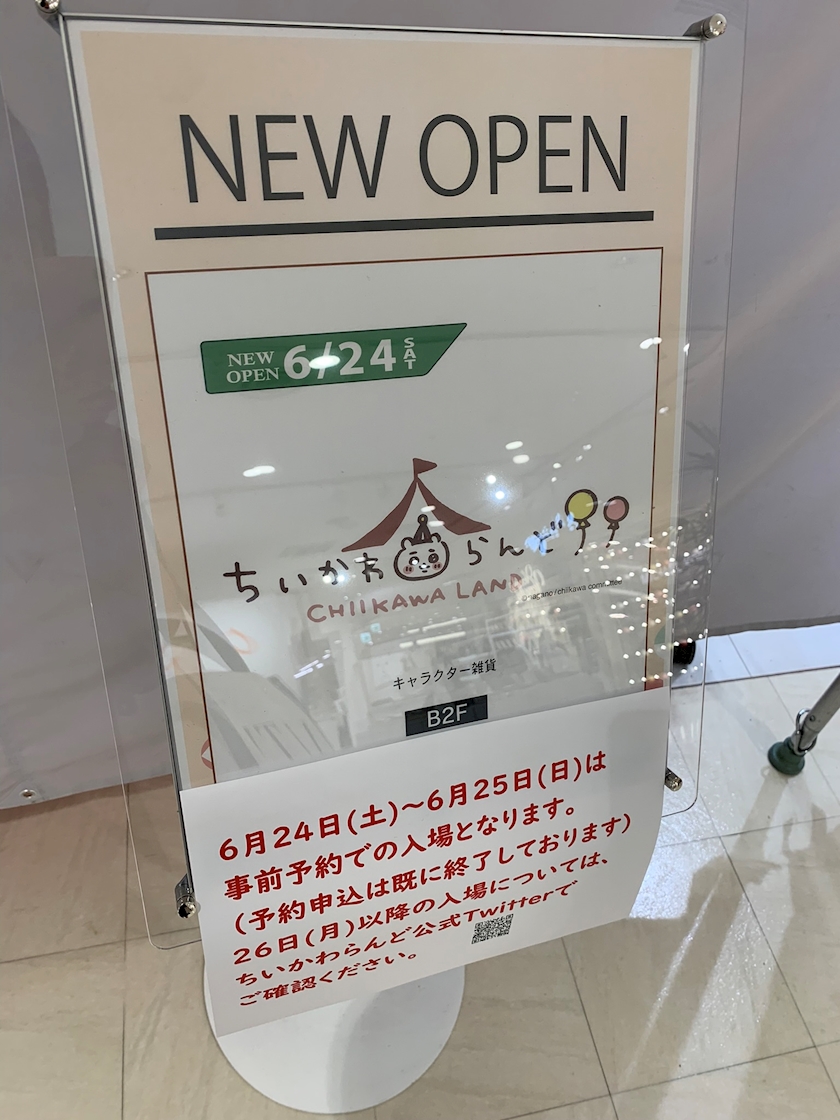 NEW OPEN
NEW OPEN 6/24 SAT
ちいかわらんど
CHIIKAWA LAND
©nagano / chiikawa committee
キャラクター雑貨
B2F
6月24日(土)~6月25日(日)は
事前予約での入場となります。
(予約申込は既に終了しております)
26日(月)以降の入場については、
ちいかわらんど公式Twitterで
ご確認ください。